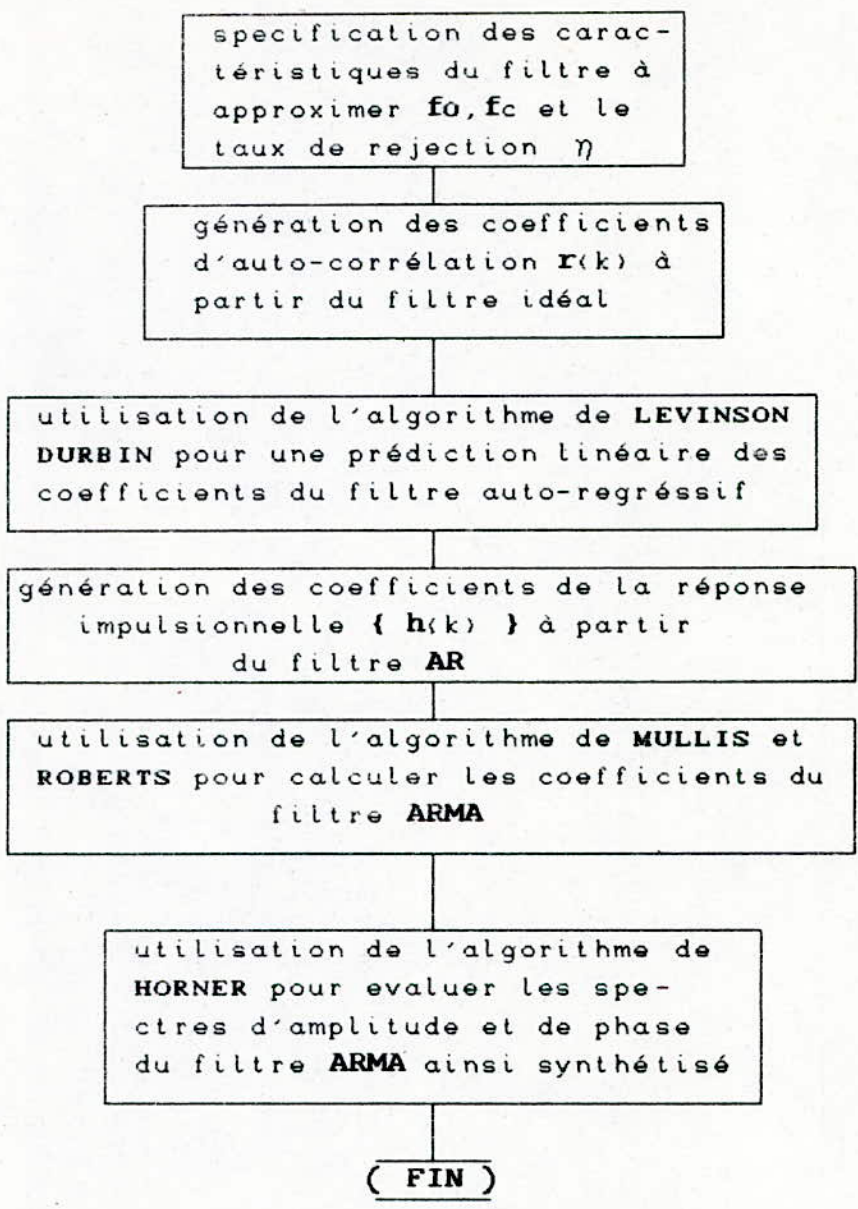 specification des carac-
téristiques du filtre à
approximer fo,fc et le
taux de rejection η
génération des coefficients
d'auto-corrélation r(k) à
partir du filtre idéal
utilisation de l'algorithme de LEVINSON
DURBIN pour une prédiction linéaire des
coefficients du filtre auto-regréssif
génération des coefficients de la réponse
impulsionnelle { h(k) } à partir
du filtre AR
utilisation de l'algorithme de MULLIS et
ROBERTS pour calculer les coefficients du
filtre ARMA
utilisation de l'algorithme de
HORNER pour evaluer les spe-
ctres d'amplitude et de phase
du filtre ARMA ainsi synthétisé
( FIN )